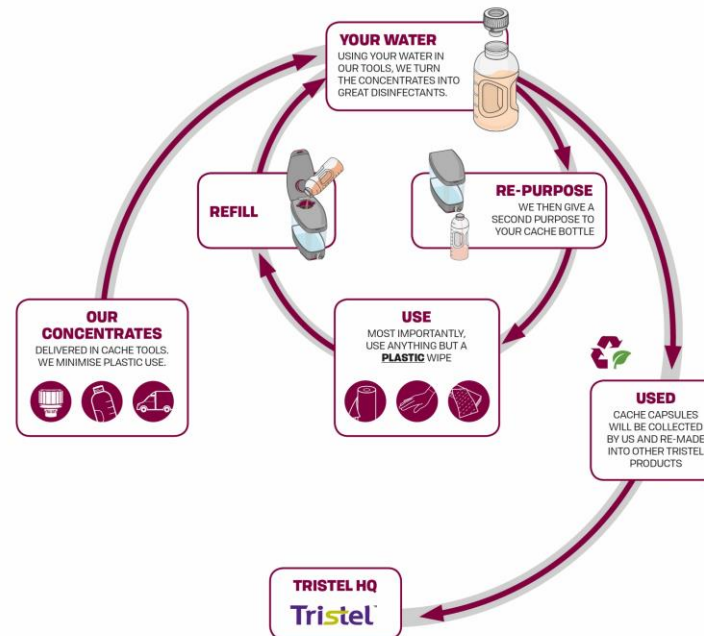 YOUR WATER
USING YOUR WATER IN
OUR TOOLS, WE TURN
THE CONCENTRATES INTO
GREAT DISINFECTANTS.
REFILL
RE-PURPOSE
WE THEN GIVE A
SECOND PURPOSE TO
YOUR CACHE BOTTLE
OUR
CONCENTRATES
DELIVERED IN CACHE TOOLS.
WE MINIMISE PLASTIC USE.
USE
MOST IMPORTANTLY,
USE ANYTHING BUT A
PLASTIC WIPE
USED
CACHE CAPSULES
WILL BE COLLECTED
BY US AND RE-MADE
INTO OTHER TRISTEL
PRODUCTS
TRISTEL HQ
Tristel™